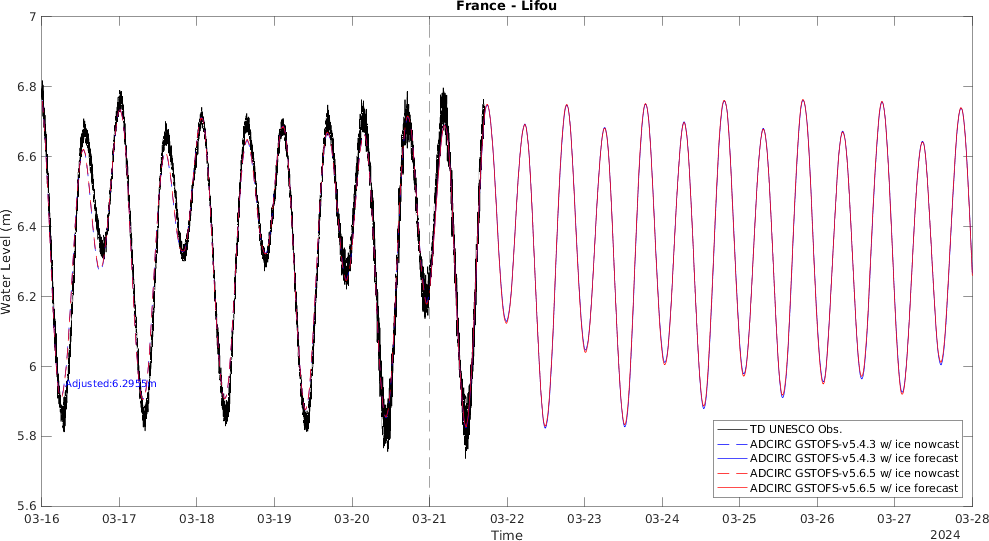 France - Lifou
7
6.8
6.6
6.4
6.2
6
5.8
5.6
Water Level (m)
Adjusted:6.2955m
TD UNESCO Obs.
ADCIRC GSTOFS-v5.4.3 w/ ice nowcast
ADCIRC GSTOFS-v5.4.3 w/ ice forecast
ADCIRC GSTOFS-v5.6.5 w/ ice nowcast
ADCIRC GSTOFS-v5.6.5 w/ ice forecast
03-16 03-17 03-18 03-19 03-20 03-21 03-22 03-23 03-24 03-25 03-26 03-27 03-28
Time
2024